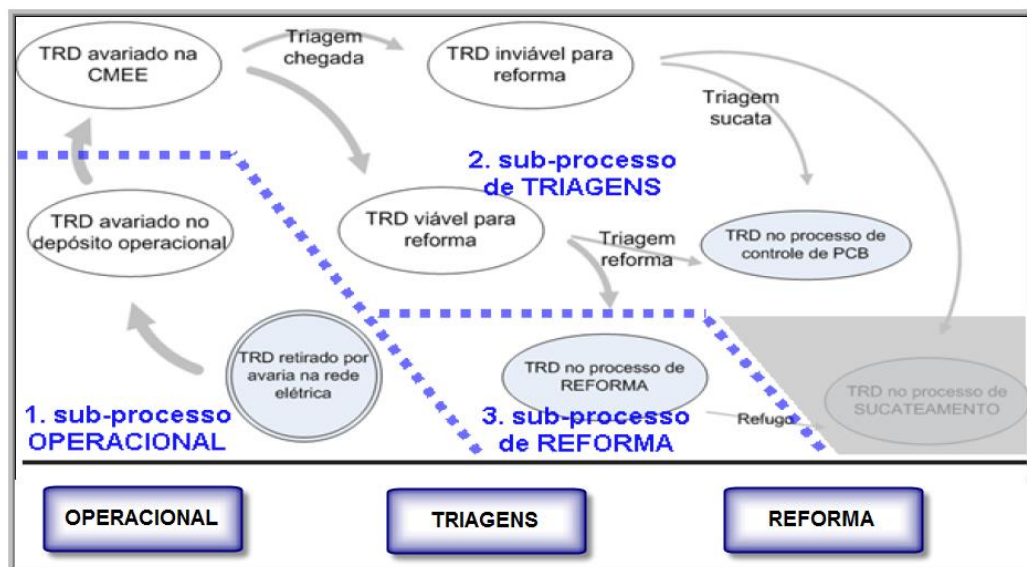 TRD avariado na
CMEE
Triagem
chegada
TRD inviável para
reforma
Triagem
sucata
2. sub-processo
de TRIAGENS
TRD avariado no
depósito operacional
TRD viável para
reforma
Triagem
reforma
TRD no processo de
controle de PCB
TRD retirado por
avaria na rede
elétrica
TRD no processo de
REFORMA
TRD no processo de
SUCATEAMENTO
1. sub-processo
OPERACIONAL
3. sub-processo
de REFORMA
Refugo
OPERACIONAL
TRIAGENS
REFORMA